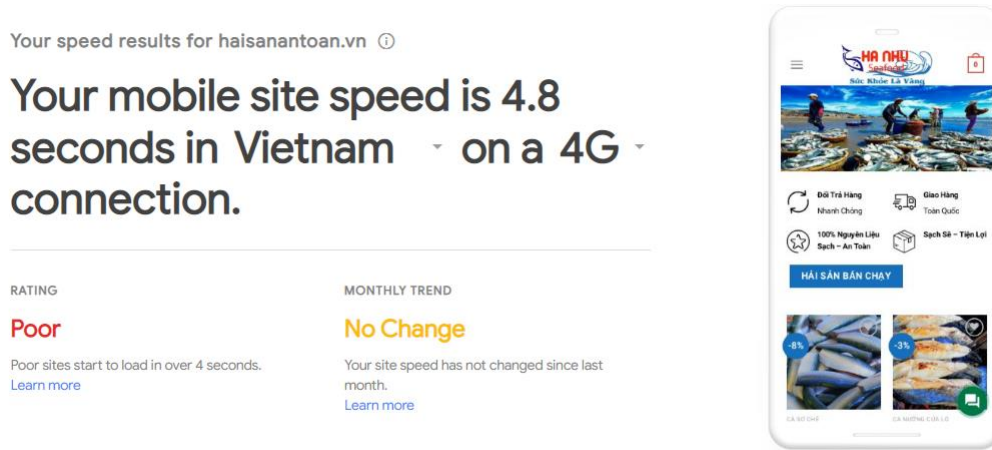 Your speed results for haisanantoan.vn
Your mobile site speed is 4.8
seconds in Vietnam on a 4G
connection.
RATING
Poor
Poor sites start to load in over 4 seconds.
Learn more
MONTHLY TREND
No Change
Your site speed has not changed since last
month.
Learn more
HA NHU
Seafood
Sức Khỏe Là Vàng
0
Đổi Trả Hàng
Nhanh Chóng
Giao Hàng
Toàn Quốc
100% Nguyên Liệu
Sạch – An Toàn
Sạch Sẽ – Tiện Lợi
HẢI SẢN BÁN CHẠY
-8%
-3%